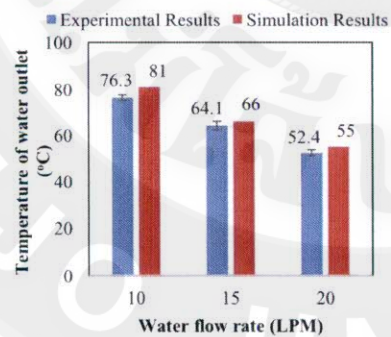 Experimental Results Simulation Results
Temperature of water outlet
(°C)
100
80
60
40
20
0
76.3 81
64.1 66
52.4 55
10 15 20
Water flow rate (LPM)